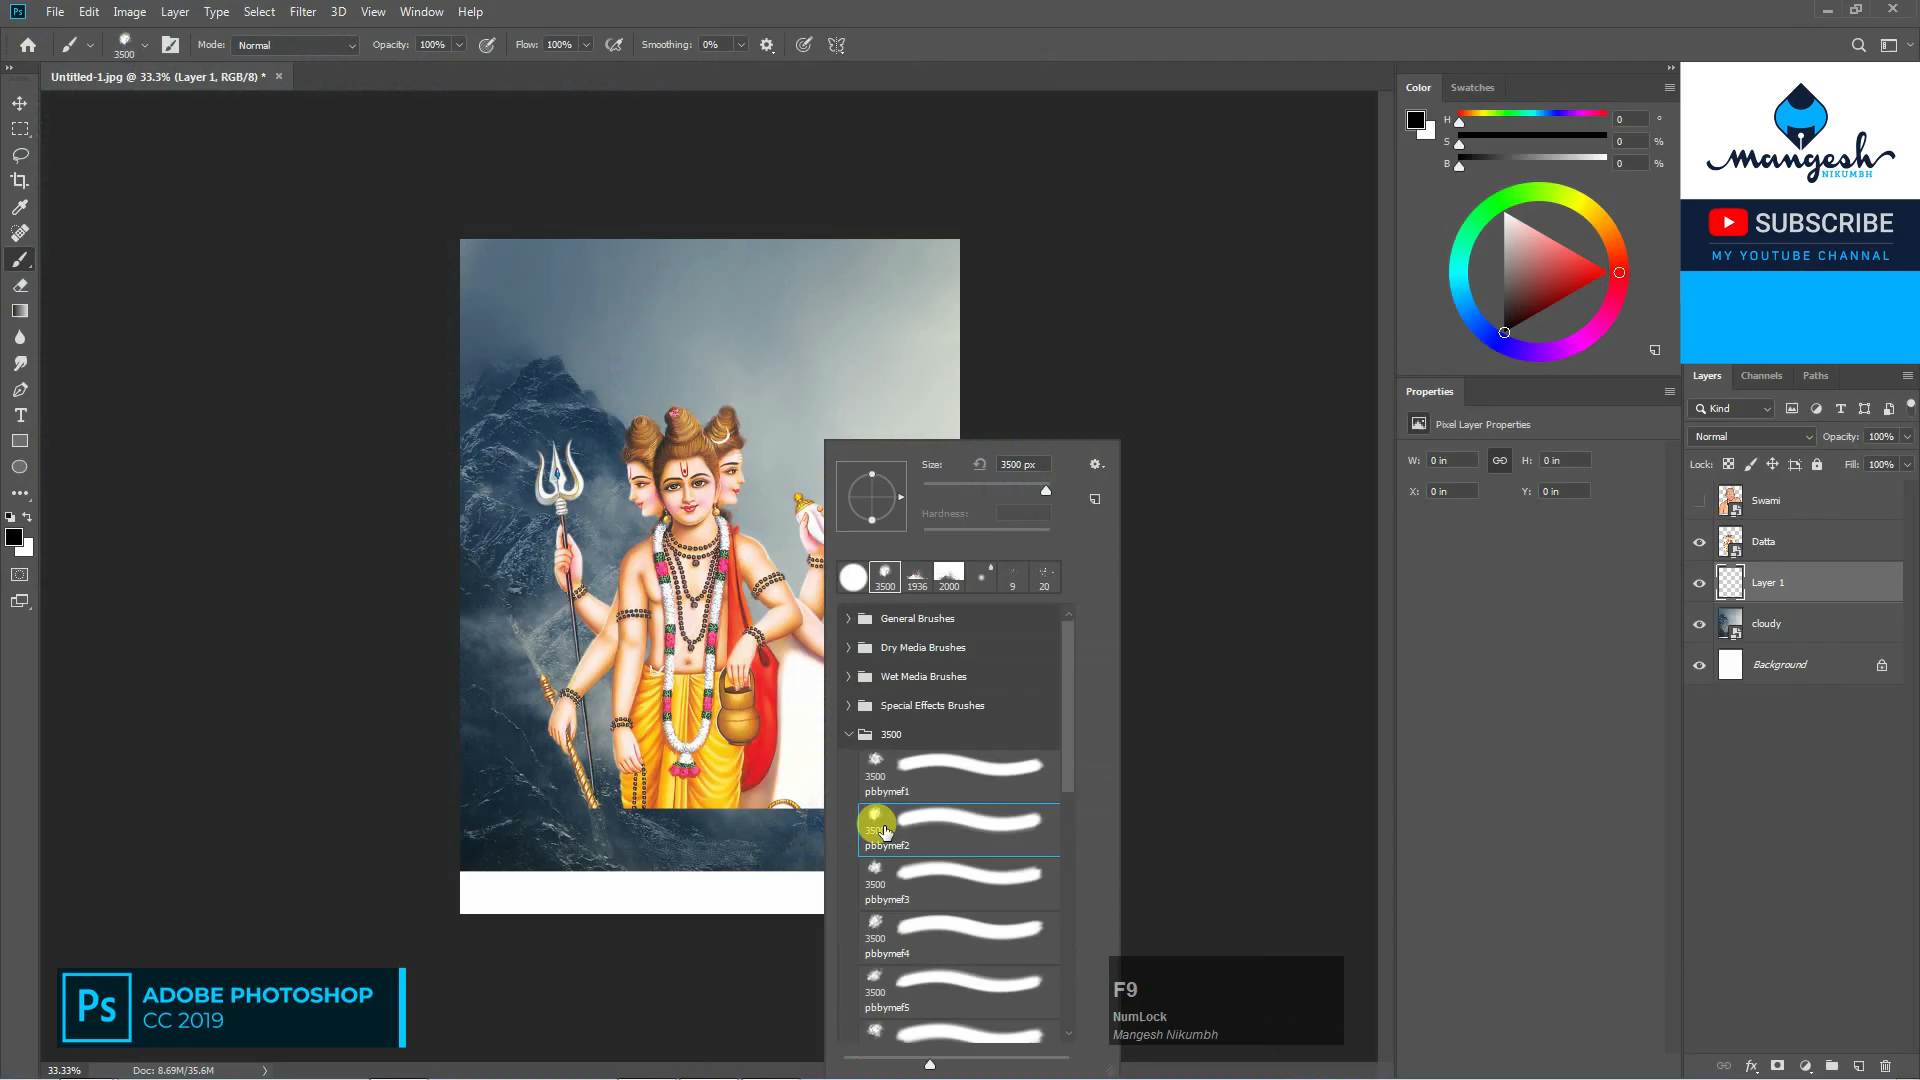 Ps File Edit Image Layer Type Select Filter 3D View Window Help
3500 Mode: Normal Opacity: 100% Flow: 100% Smoothing: 0%
Untitled-1.jpg @ 33.3% (Layer 1, RGB/8) * ×
Color Swatches
H 0 °
S 0 %
B 0 %
mangesh
NIKUMBH
SUBSCRIBE
MY YOUTUBE CHANNEL
Properties
Pixel Layer Properties
W: 0 in H: 0 in
X: 0 in Y: 0 in
Layers Channels Paths
Kind
Normal Opacity: 100%
Lock: Fill: 100%
Swami
Datta
Layer 1
cloudy
Background
Size: 3500 px
Hardness:
3500 1936 2000 9 20
General Brushes
Dry Media Brushes
Wet Media Brushes
Special Effects Brushes
3500
3500
pbbymef1
pbbymef2
3500
pbbymef3
3500
pbbymef4
3500
pbbymef5
F9
NumLock
Mangesh Nikumbh
Ps ADOBE PHOTOSHOP
CC 2019
33.33% Doc: 8.69M/35.6M
fx